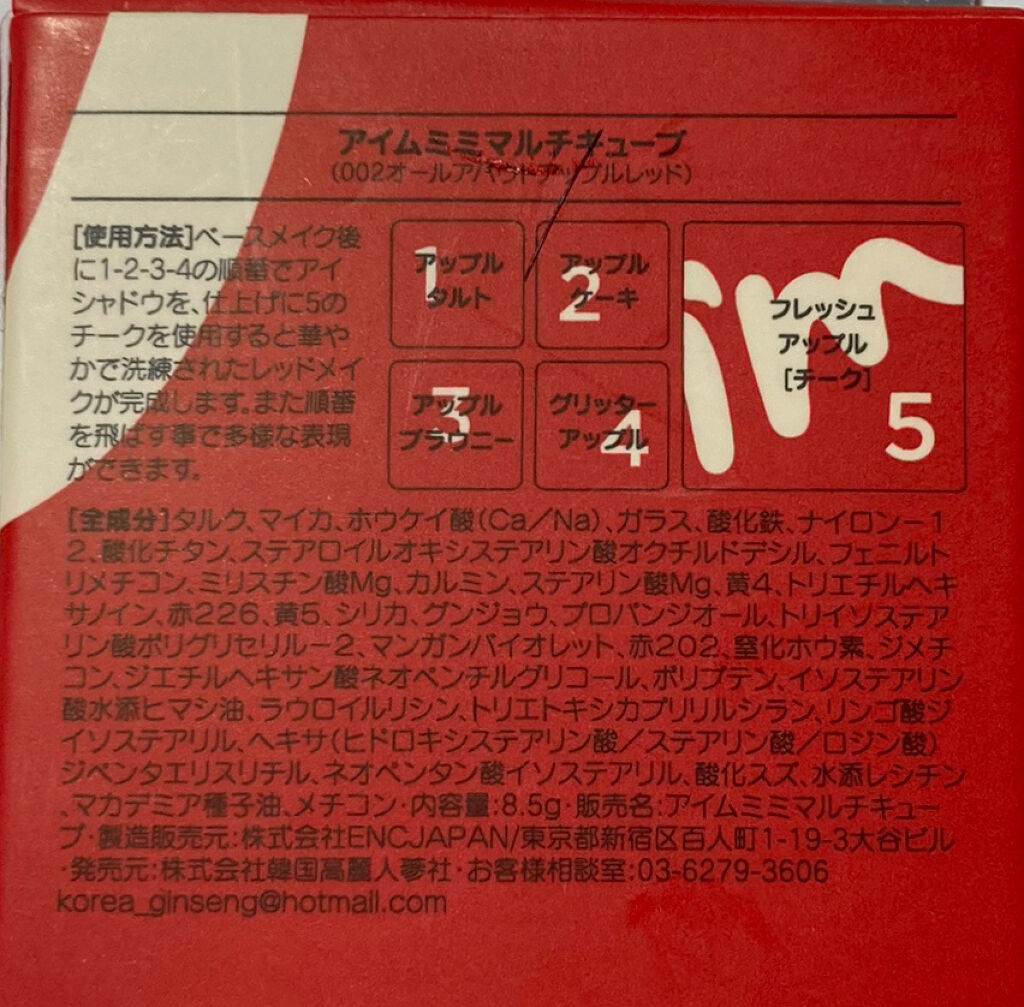 アイムミミマルチキューブ
(002オールアバウトアップルレッド)
[使用方法]ベースメイク後
に1-2-3-4の順番でアイ
シャドウを、仕上げに5の
チークを使用すると華や
かで洗練されたレッドメイ
クが完成します。また順番
を飛ばす事で多様な表現
ができます。
1
アップル
タルト
2
アップル
ケーキ
3
アップル
ブラウニー
4
グリッター
アップル
im
フレッシュ
アップル
[チーク]
5
[全成分]タルク、マイカ、ホウケイ酸(Ca/Na)、ガラス、酸化鉄、ナイロン-1
2、酸化チタン、ステアロイルオキシステアリン酸オクチルドデシル、フェニルト
リメチコン、ミリスチン酸Mg、カルミン、ステアリン酸Mg、黄4、トリエチルヘキ
サノイン、赤226、黄5、シリカ、グンジョウ、プロパンジオール、トリイソステア
リン酸ポリグリセリル-2、マンガンバイオレット、赤202、窒化ホウ素、ジメチ
コン、ジエチルヘキサン酸ネオペンチルグリコール、ポリブテン、イソステアリン
酸水添ヒマシ油、ラウロイルリシン、トリエトキシカプリリルシラン、リンゴ酸ジ
イソステアリル、ヘキサ(ヒドロキシステアリン酸/ステアリン酸/ロジン酸)
ジペンタエリスリチル、ネオペンタン酸イソステアリル、酸化スズ、水添レシチン
、マカデミア種子油、メチコン・内容量:8.5g・販売名:アイムミミマルチキュー
ブ・製造販売元:株式会社ENCJAPAN/東京都新宿区百人町1-19-3大谷ビル
・発売元:株式会社韓国高麗人蔘社・お客様相談室:03-6279-3606
korea_ginseng@hotmail.com